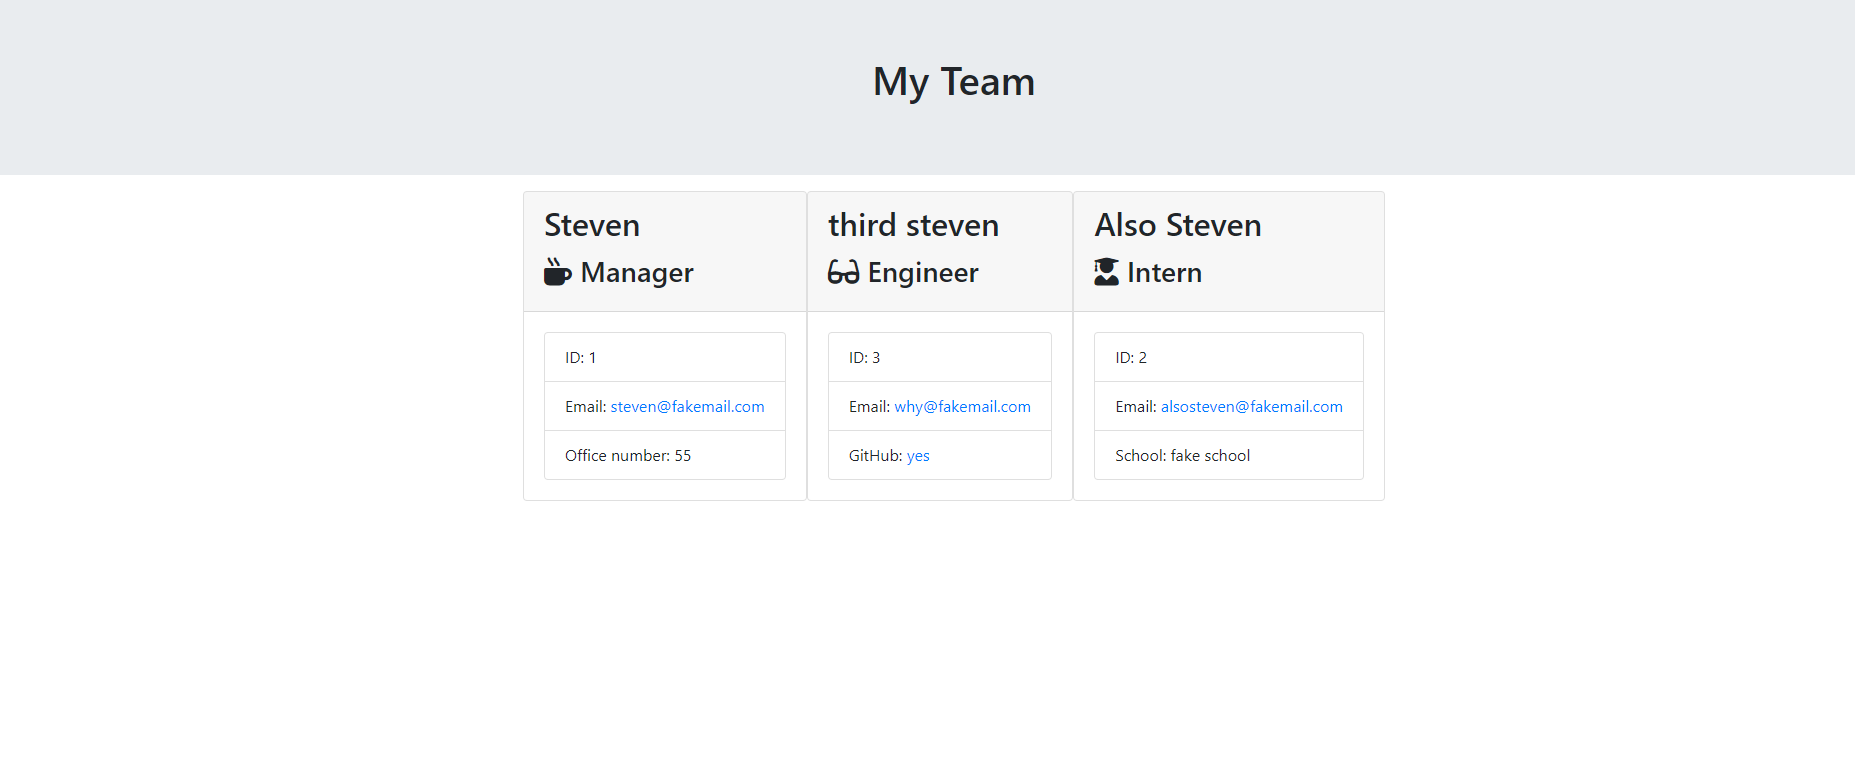 My Team
Steven
Manager
ID: 1
Email: steven@fakemail.com
Office number: 55
third steven
Engineer
ID: 3
Email: why@fakemail.com
GitHub: yes
Also Steven
Intern
ID: 2
Email: alsosteven@fakemail.com
School: fake school